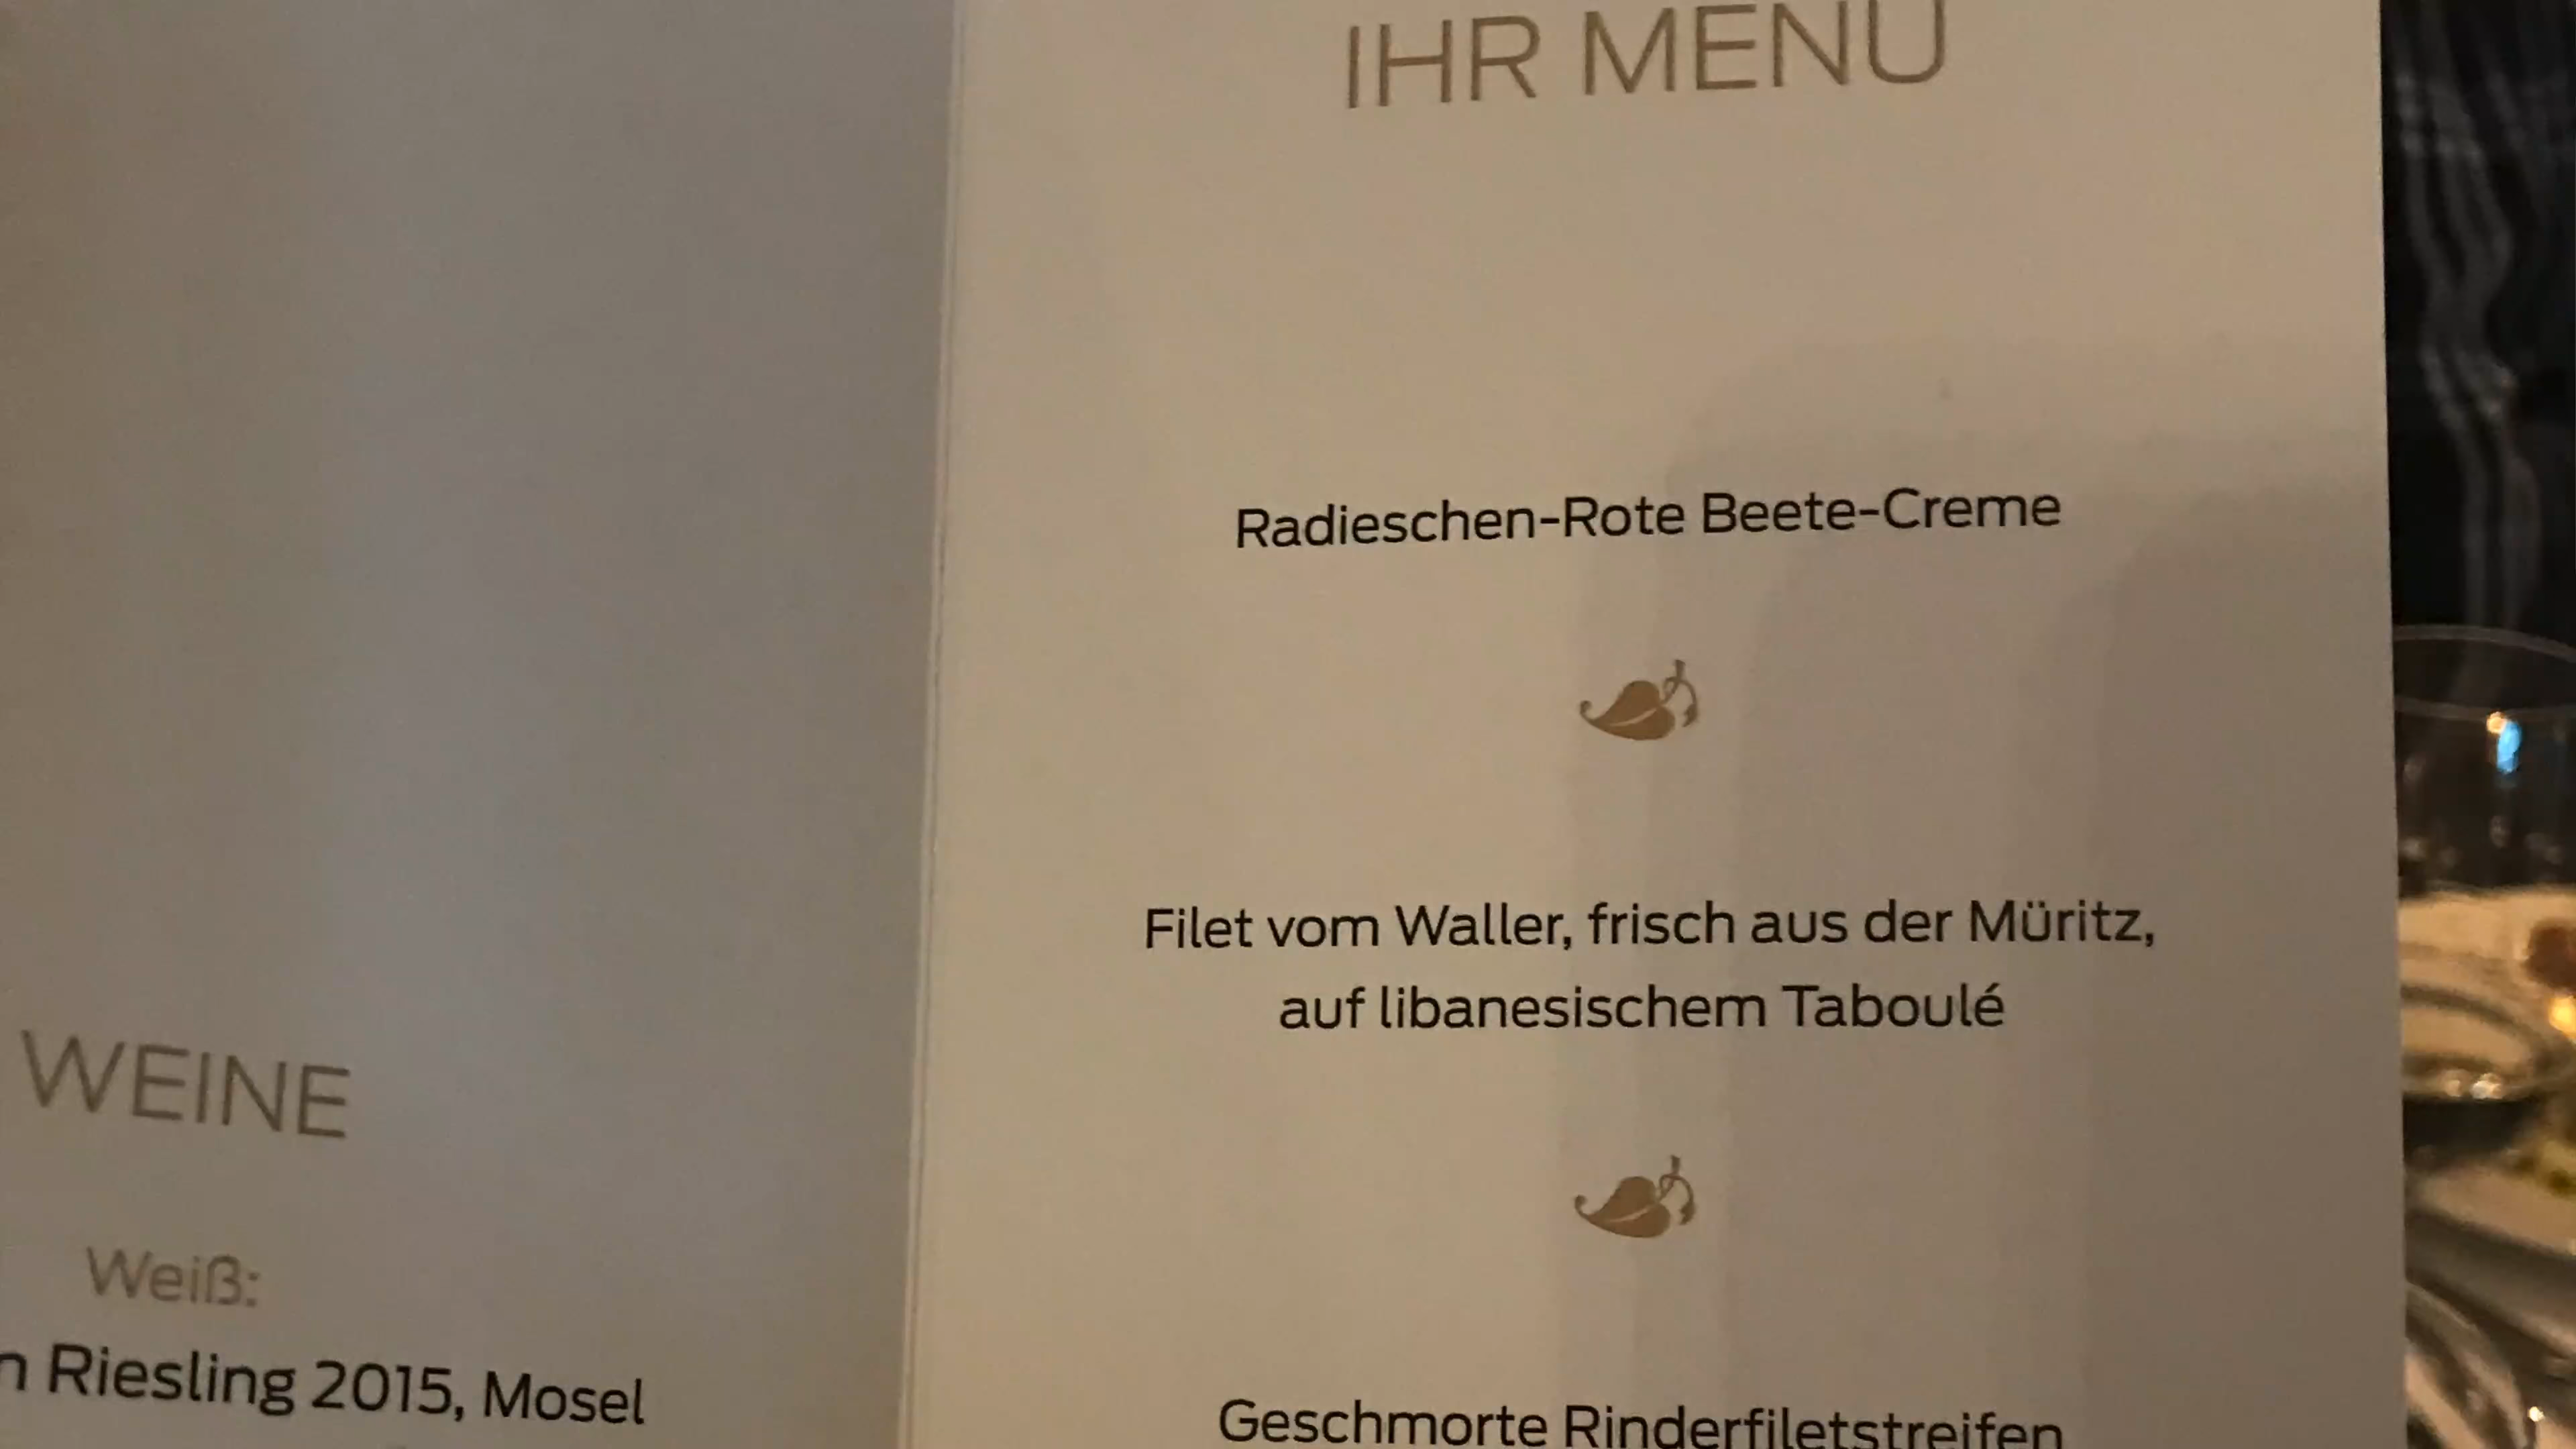 WEINE
Weiß:
Riesling 2015, Mosel
IHR MENU
Radieschen-Rote Beete-Creme
Filet vom Waller, frisch aus der Müritz,
auf libanesischem Taboulé
Geschmorte Rinderfiletstreifen